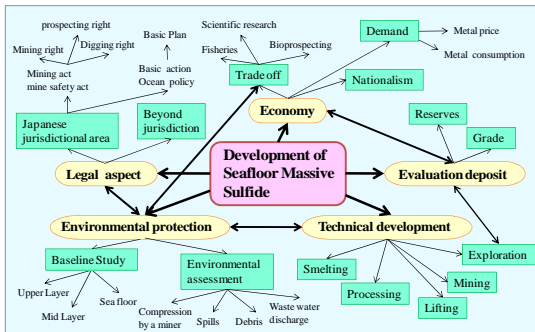 prospecting right
Mining right
Digging right
Mining act
mine safety act
Basic Plan
Basic action
Ocean policy
Scientific research
Fisheries
Bioprospecting
Trade off
Demand
Metal price
Metal consumption
Nationalism
Economy
Japanese
jurisdictional area
Beyond
jurisdiction
Reserves
Grade
Legal aspect
Development of
Seafloor Massive
Sulfide
Evaluation deposit
Environmental protection
Technical development
Baseline Study
Environmental
assessment
Upper Layer
Mid Layer
Sea floor
Compression
by a miner
Spills
Debris
Waste water
discharge
Smelting
Processing
Lifting
Mining
Exploration